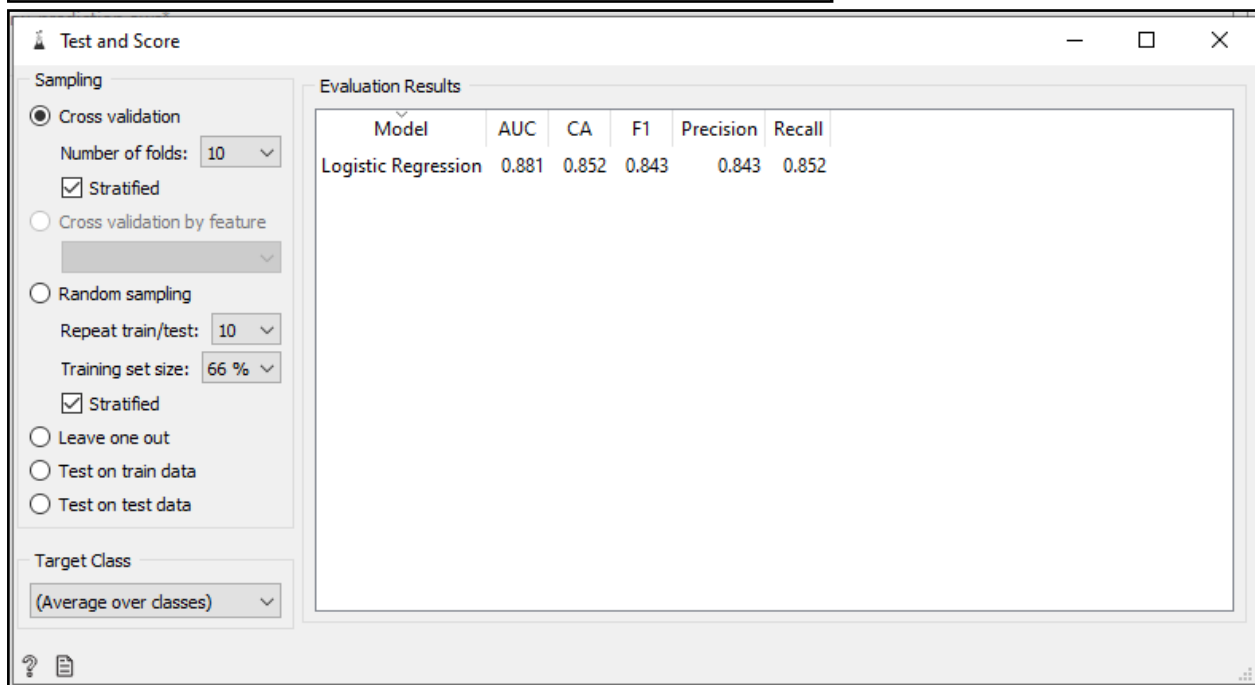 Test and Score
Sampling
Cross validation
Number of folds: 10
Stratified
Cross validation by feature
Random sampling
Repeat train/test: 10
Training set size: 66 %
Stratified
Leave one out
Test on train data
Test on test data
Target Class
(Average over classes)
Evaluation Results
Model AUC CA F1 Precision Recall
Logistic Regression 0.881 0.852 0.843 0.843 0.852